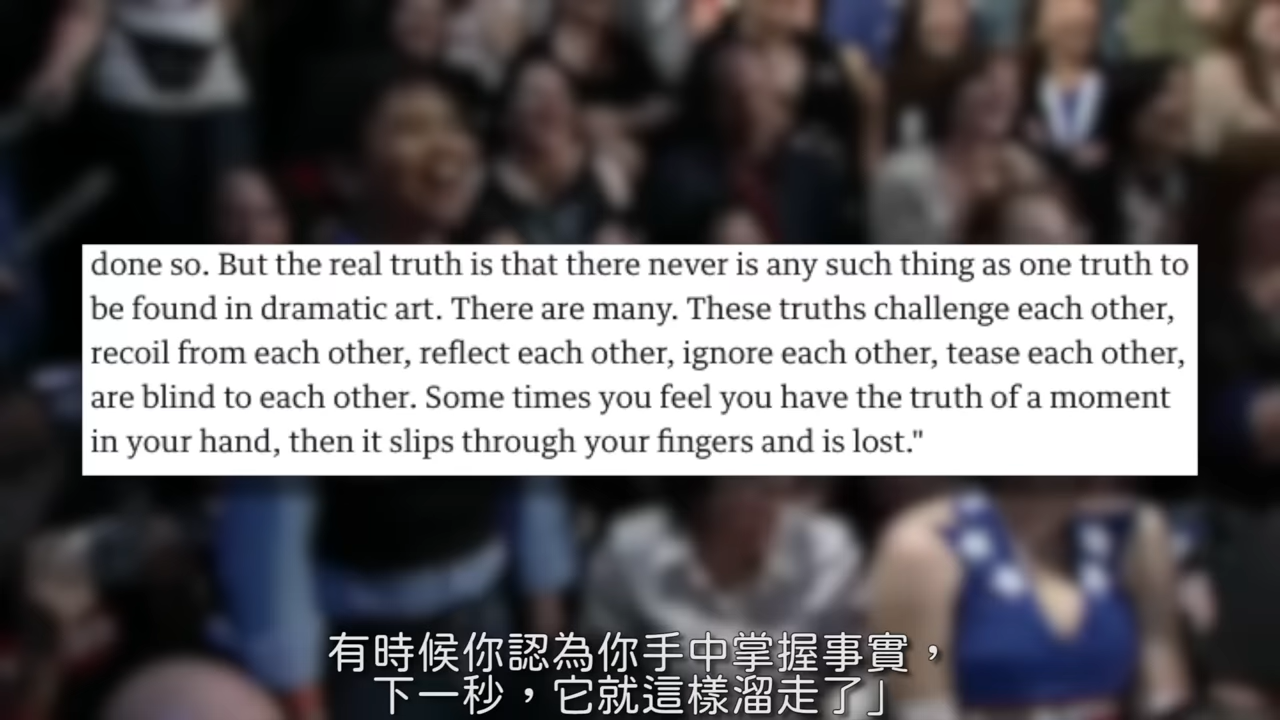 done so. But the real truth is that there never is any such thing as one truth to
be found in dramatic art. There are many. These truths challenge each other,
recoil from each other, reflect each other, ignore each other, tease each other,
are blind to each other. Some times you feel you have the truth of a moment
in your hand, then it slips through your fingers and is lost."
有時候你認為你手中掌握事實，
下一秒，它就這樣溜走了」